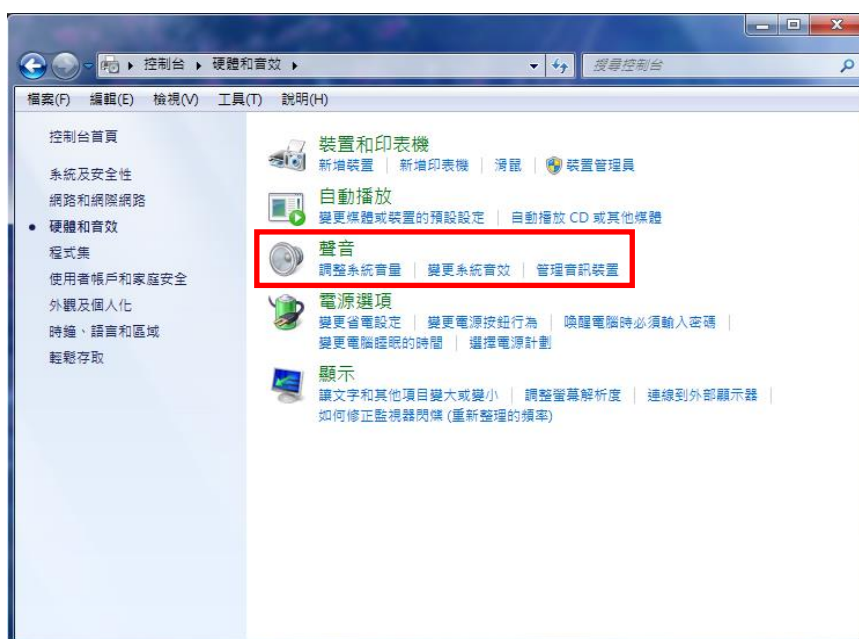 控制台 硬體和音效
搜尋控制台
檔案(F) 編輯(E) 檢視(V) 工具(T) 說明(H)
控制台首頁
系統及安全性
網路和網際網路
硬體和音效
程式集
使用者帳戶和家庭安全
外觀及個人化
時鐘、語言和區域
輕鬆存取
裝置和印表機
新增裝置 | 新增印表機 | 滑鼠 | 裝置管理員
自動播放
變更媒體或裝置的預設設定 | 自動播放 CD 或其他媒體
聲音
調整系統音量 | 變更系統音效 | 管理音訊裝置
電源選項
變更省電設定 | 變更電源按鈕行為 | 喚醒電腦時必須輸入密碼 |
變更電腦睡眠的時間 | 選擇電源計劃
顯示
讓文字和其他項目變大或變小 | 調整螢幕解析度 | 連線到外部顯示器 |
如何修正監視器閃爍 (重新整理的頻率)